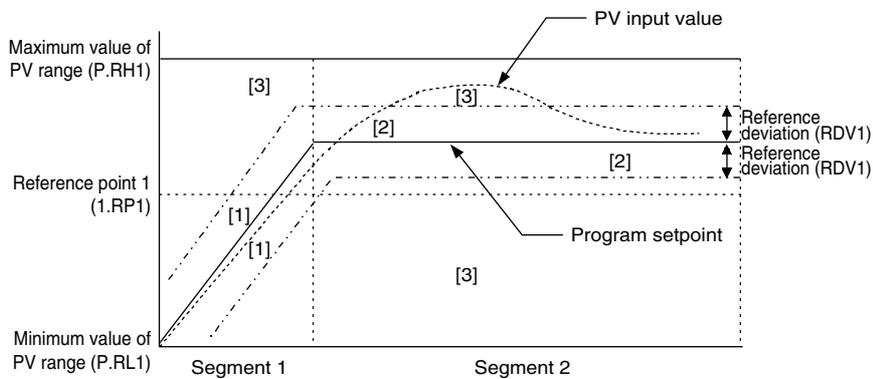 PV input value
Maximum value of
PV range (P.RH1)
[3]
[3]
[2]
Reference
deviation (RDV1)
Reference
deviation (RDV1)
[2]
Reference point 1
(1.RP1)
[1]
[1]
Program setpoint
[3]
Minimum value of
PV range (P.RL1)
Segment 1
Segment 2